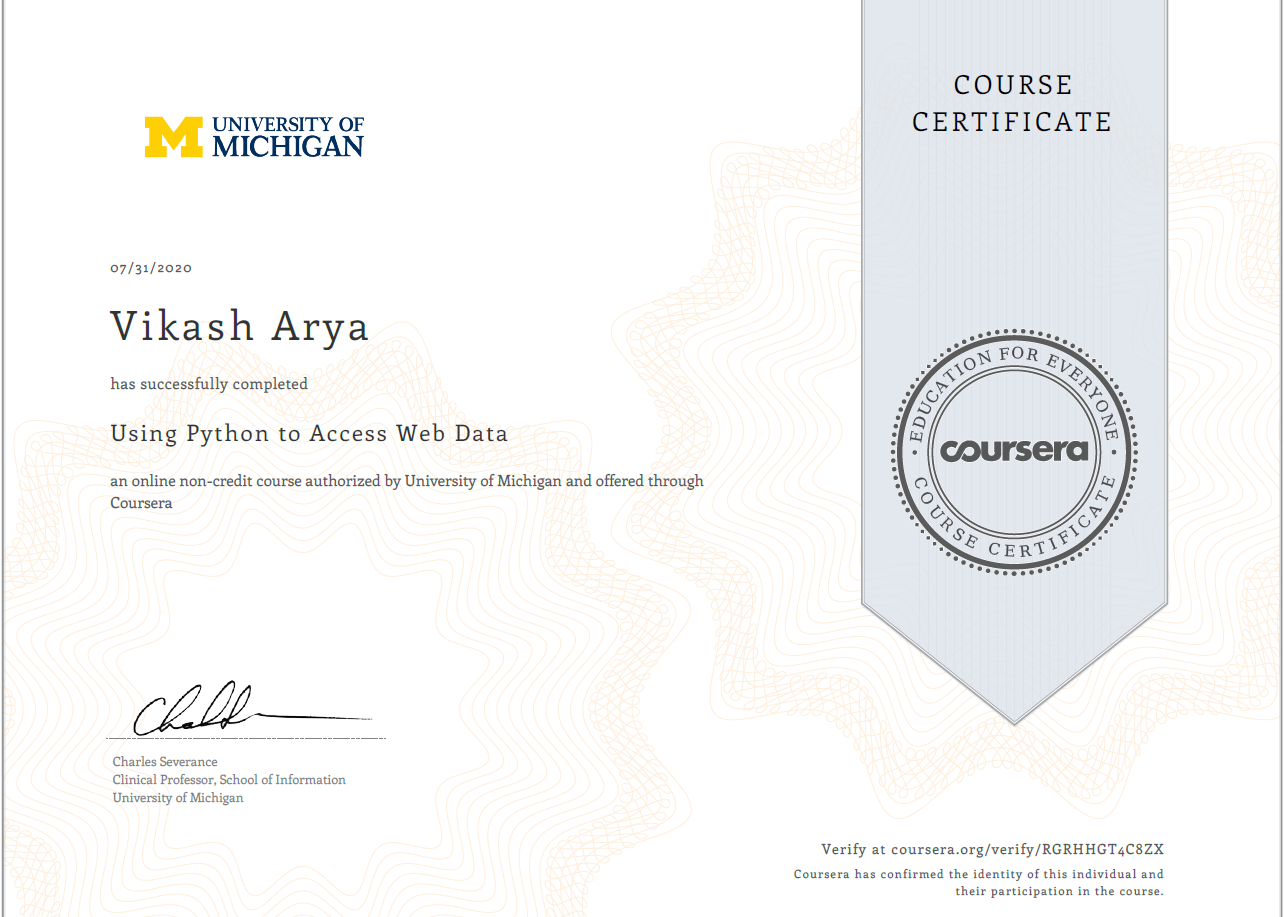 UNIVERSITY OF
MICHIGAN
COURSE
CERTIFICATE
07/31/2020
Vikash Arya
has successfully completed
Using Python to Access Web Data
an online non-credit course authorized by University of Michigan and offered through
Coursera
EDUCATION FOR EVERYONE
coursera
COURSE CERTIFICATE
Charles Severance
Clinical Professor, School of Information
University of Michigan
Verify at coursera.org/verify/RGRHHGT4C8ZX
Coursera has confirmed the identity of this individual and
their participation in the course.